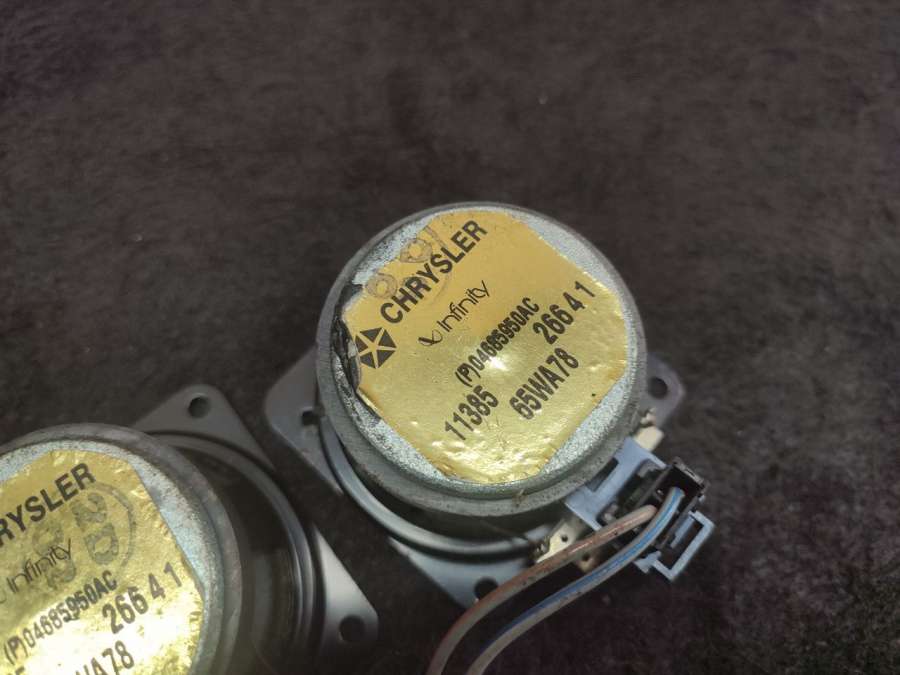 CHRYSLER
Infinity
(P)04685950AC
11385 26641
65WA78
RYSLER
Infinity
(P)04685950AC
26641
WA78